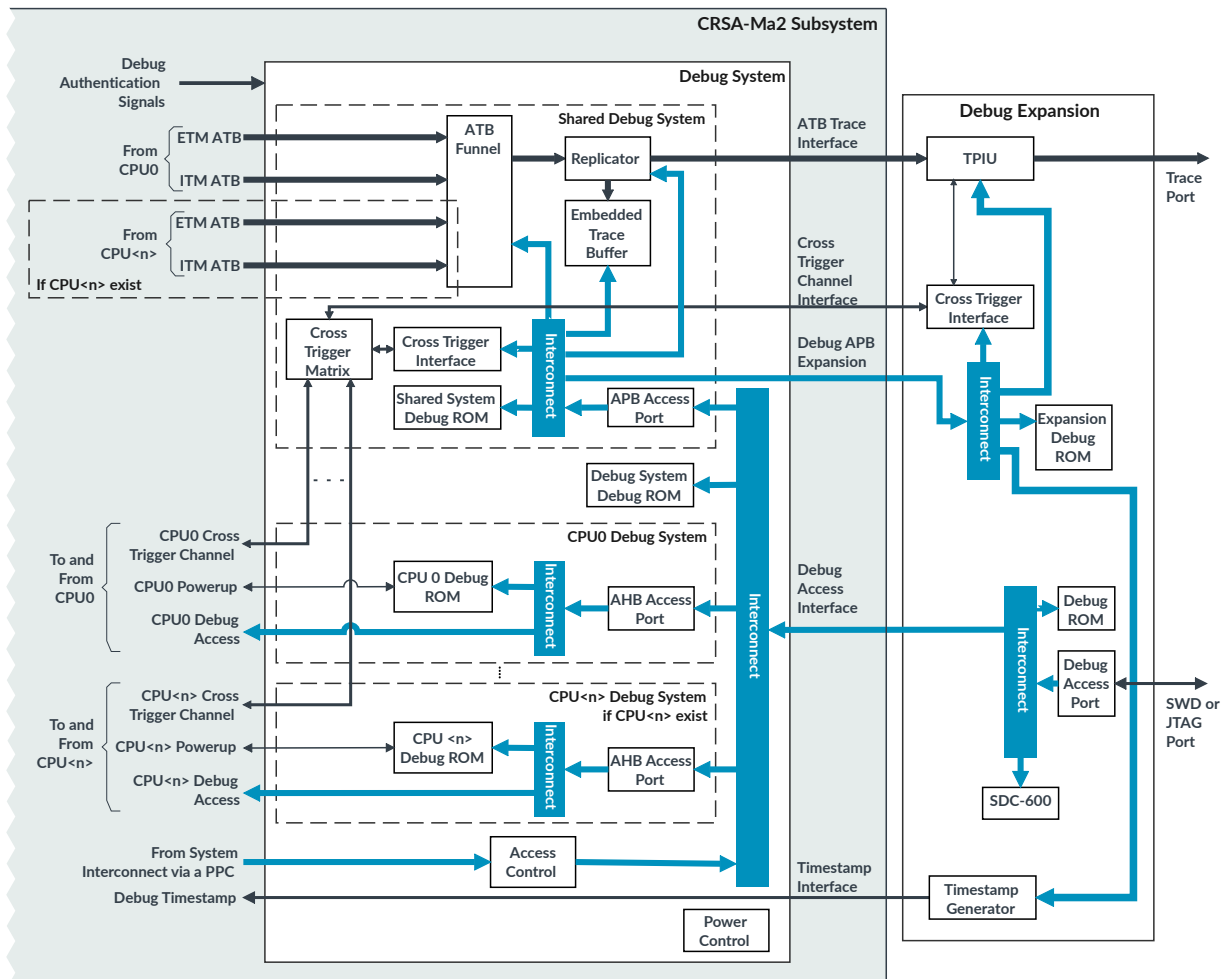 CRSA-Ma2 Subsystem
Debug
Authentication
Signals
Debug System
Debug Expansion
Shared Debug System
ETM ATB
From
CPU0
ITM ATB
ATB
Funnel
Replicator
ATB Trace
Interface
TPIU
Trace
Port
ETM ATB
From
CPU<n>
ITM ATB
If CPU<n> exist
Embedded
Trace
Buffer
Cross
Trigger
Channel
Interface
Cross Trigger
Interface
Cross
Trigger
Matrix
Cross Trigger
Interface
Interconnect
Debug APB
Expansion
Interconnect
Shared System
Debug ROM
APB Access
Port
Expansion
Debug
ROM
Debug System
Debug ROM
CPU0 Debug System
To and
From
CPU0
CPU0 Cross
Trigger Channel
CPU0 Powerup
CPU0 Debug
Access
CPU 0 Debug
ROM
Interconnect
AHB Access
Port
Interconnect
Debug
Access
Interface
Interconnect
Debug
ROM
Debug
Access
Port
SWD or
JTAG
Port
SDC-600
CPU<n> Debug System
if CPU<n> exist
To and
From
CPU<n>
CPU<n> Cross
Trigger Channel
CPU<n> Powerup
CPU<n> Debug
Access
CPU <n>
Debug ROM
Interconnect
AHB Access
Port
From System
Interconnect via a PPC
Access
Control
Timestamp
Interface
Debug Timestamp
Timestamp
Generator
Power
Control